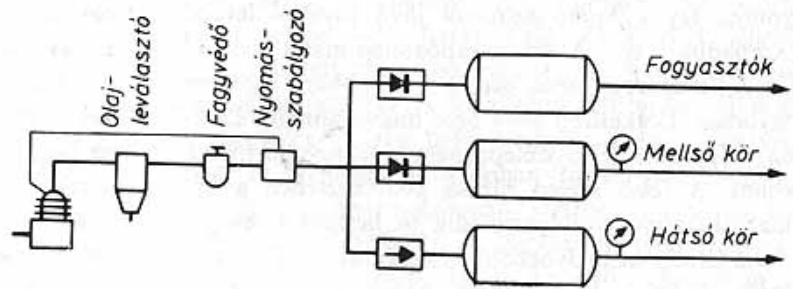 Olaj-
leválasztó
Fagyvédő
Nyomás-
szabályozó
Fogyasztók
Mellső kör
Hátsó kör